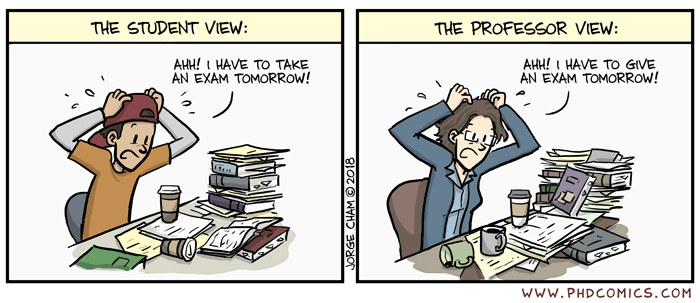 THE STUDENT VIEW:
AHH! I HAVE TO TAKE
AN EXAM TOMORROW!
JORGE CHAM © 2018
THE PROFESSOR VIEW:
AHH! I HAVE TO GIVE
AN EXAM TOMORROW!
WWW.PHDCOMICS.COM